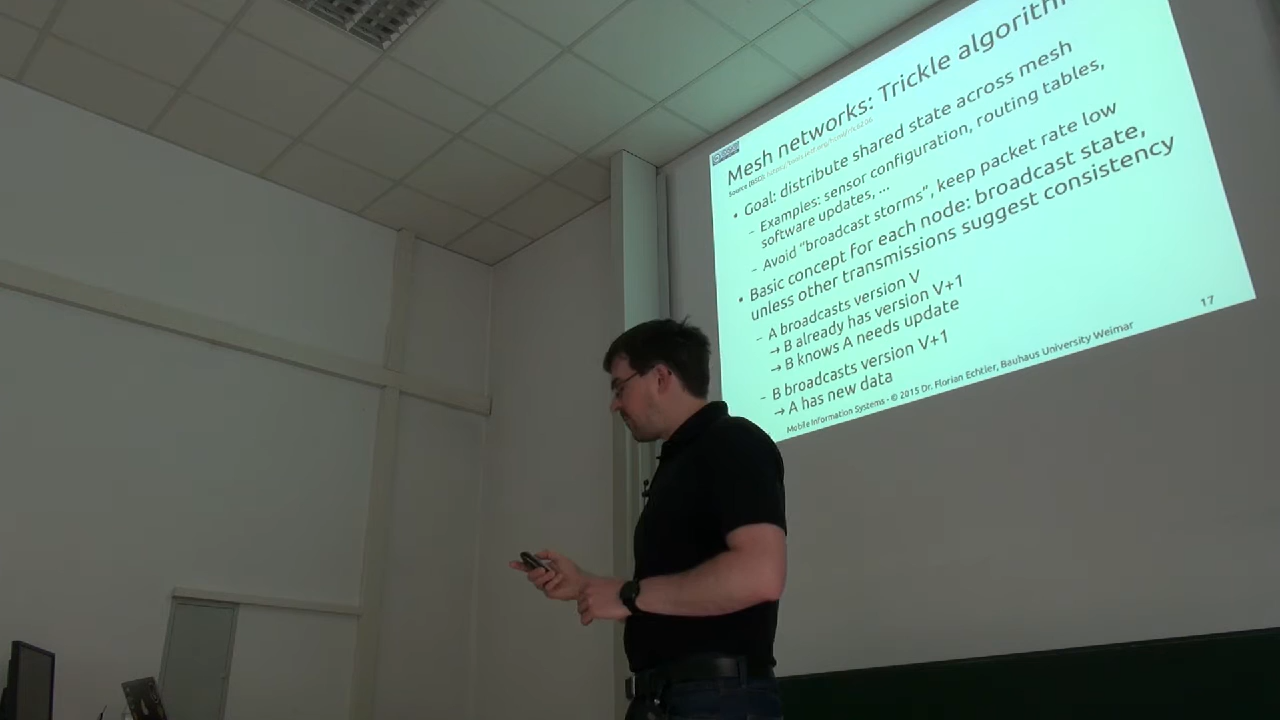 Mesh networks: Trickle algorithm
• Goal: distribute shared state across mesh
– Examples: sensor configuration, routing tables,
software updates, ...
– Avoid “broadcast storms”, keep packet rate low
• Basic concept for each node: broadcast state,
unless other transmissions suggest consistency
– A broadcasts version V
→ B already has version V+1
→ B knows A needs update
– B broadcasts version V+1
→ A has new data
Mobile Information Systems - © 2015 Dr. Florian Echtler, Bauhaus University Weimar
17